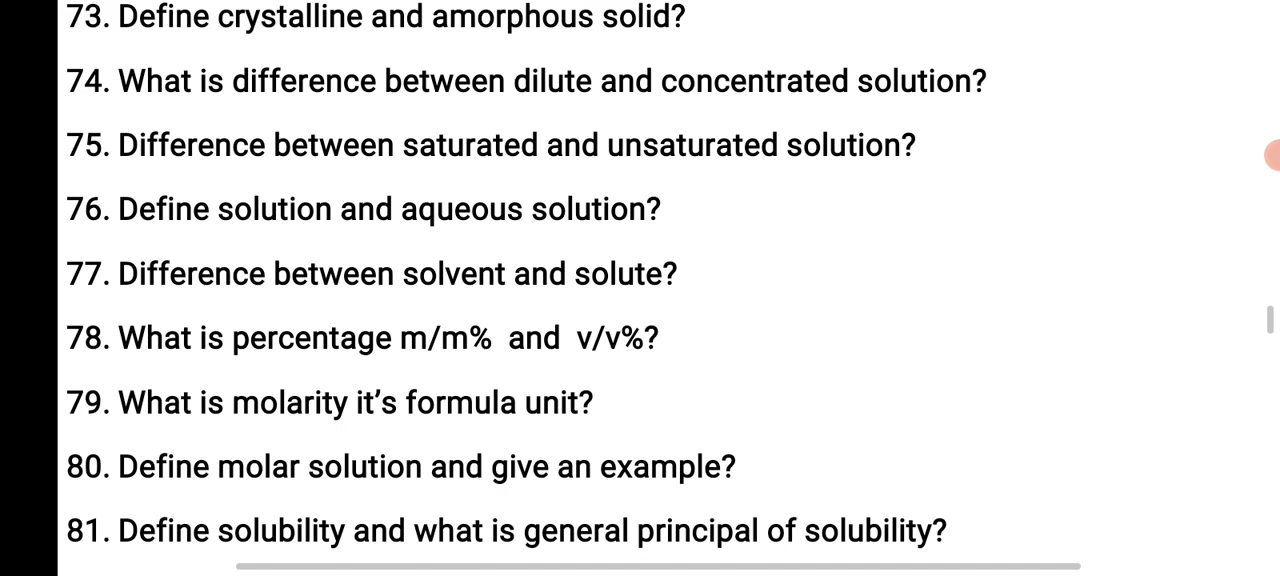 73. Define crystalline and amorphous solid?
74. What is difference between dilute and concentrated solution?
75. Difference between saturated and unsaturated solution?
76. Define solution and aqueous solution?
77. Difference between solvent and solute?
78. What is percentage m/m% and v/v%?
79. What is molarity it’s formula unit?
80. Define molar solution and give an example?
81. Define solubility and what is general principal of solubility?